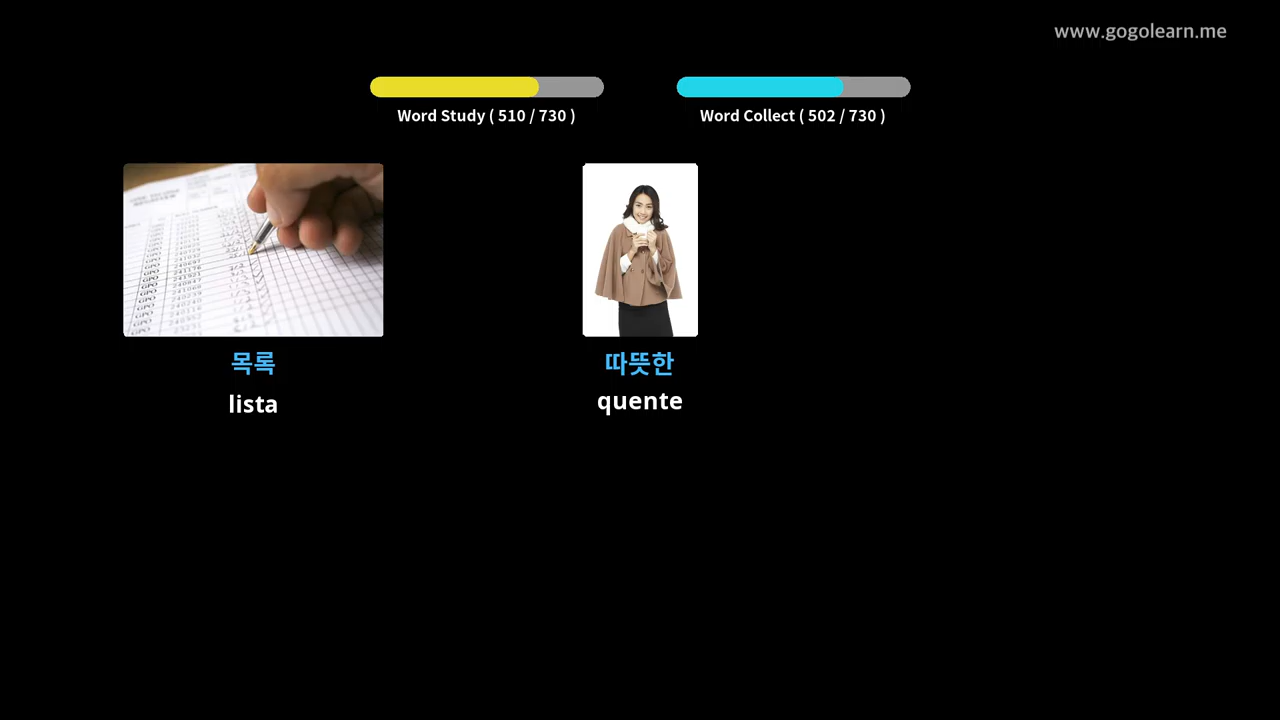 www.gogolearn.me
Word Study ( 510 / 730 )
Word Collect ( 502 / 730 )
목록
lista
따뜻한
quente